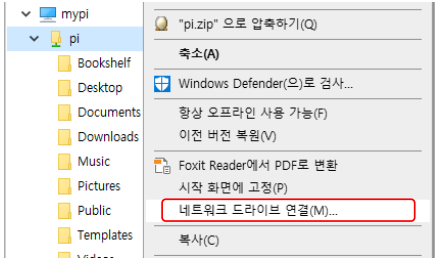 mypi
pi
Bookshelf
Desktop
Documents
Downloads
Music
Pictures
Public
Templates
"pi.zip" 으로 압축하기(Q)
축소(A)
Windows Defender(으)로 검사...
항상 오프라인 사용 가능(F)
이전 버전 복원(V)
Foxit Reader에서 PDF로 변환
시작 화면에 고정(P)
네트워크 드라이브 연결(M)...
복사(C)